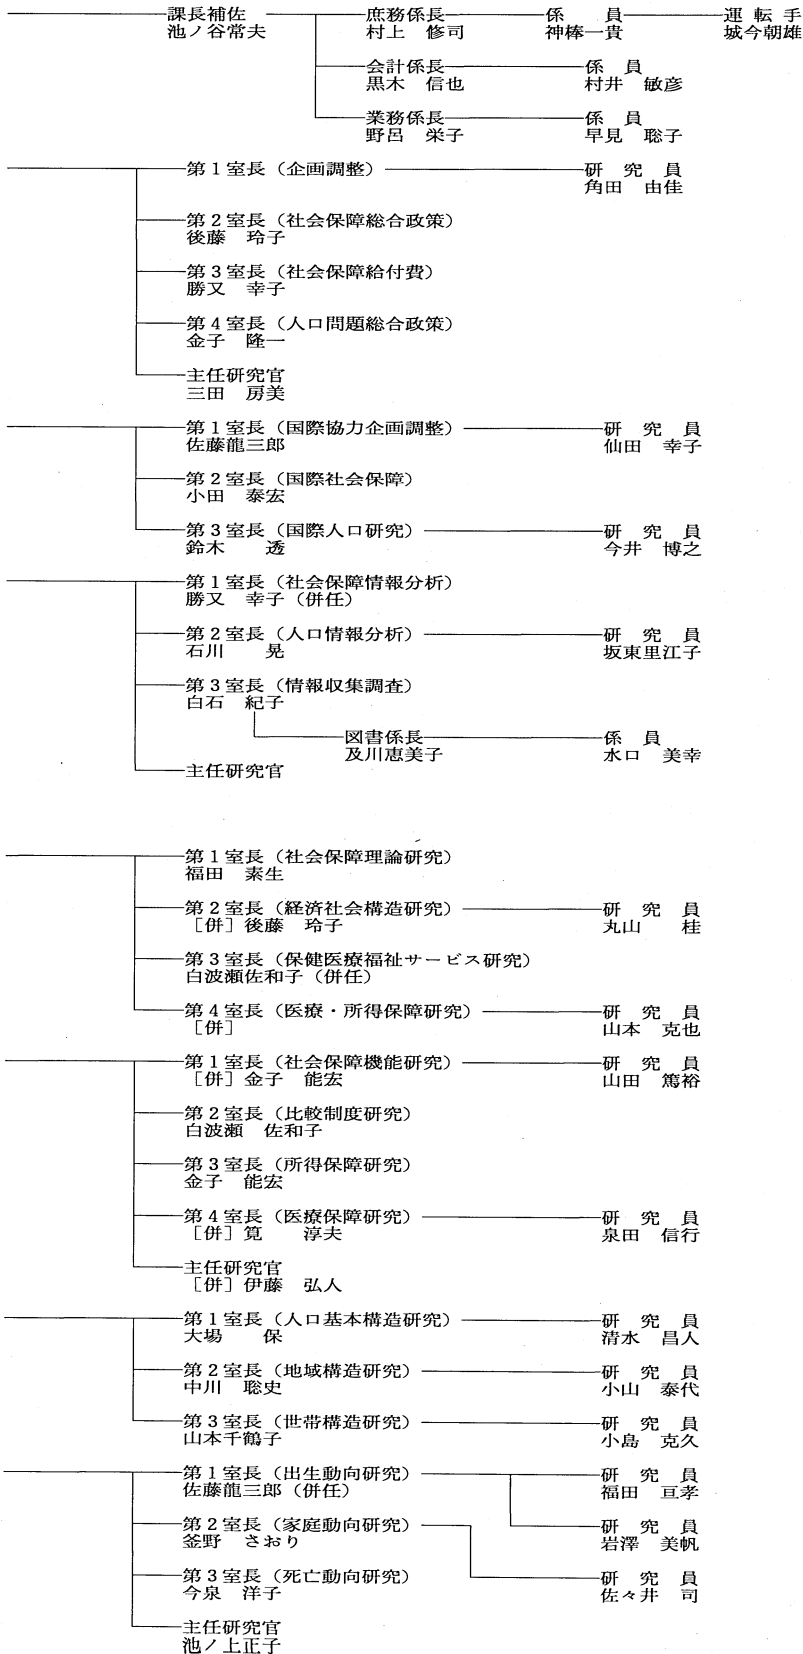 課長補佐　庶務係長　係　員　運 転 手
池ノ谷常夫　村上　修司　神棒一貴　城今朝雄
会計係長　係　員
黒木　信也　村井　敏彦
業務係長　係　員
野呂　栄子　早見　聡子
第１室長（企画調整）　研　究　員
角田　由佳
第２室長（社会保障総合政策）
後藤　玲子
第３室長（社会保障給付費）
勝又　幸子
第４室長（人口問題総合政策）
金子　隆一
主任研究官
三田　房美
第１室長（国際協力企画調整）　研　究　員
佐藤龍三郎　仙田　幸子
第２室長（国際社会保障）
小田　泰宏
第３室長（国際人口研究）　研　究　員
鈴木　　透　今井　博之
第１室長（社会保障情報分析）
勝又　幸子（併任）
第２室長（人口情報分析）　研　究　員
石川　　晃　坂東里江子
第３室長（情報収集調査）
白石　紀子
図書係長　係　員
及川恵美子　水口　美幸
主任研究官
第１室長（社会保障理論研究）
福田　素生
第２室長（経済社会構造研究）　研　究　員
［併］後藤　玲子　丸山　　桂
第３室長（保健医療福祉サービス研究）
白波瀬佐和子（併任）
第４室長（医療・所得保障研究）　研　究　員
［併］　山本　克也
第１室長（社会保障機能研究）　研　究　員
［併］金子　能宏　山田　篤裕
第２室長（比較制度研究）
白波瀬　佐和子
第３室長（所得保障研究）
金子　能宏
第４室長（医療保障研究）　研　究　員
［併］筧　　淳夫　泉田　信行
主任研究官
［併］伊藤　弘人
第１室長（人口基本構造研究）　研　究　員
大場　　保　清水　昌人
第２室長（地域構造研究）　研　究　員
中川　聡史　小山　泰代
第３室長（世帯構造研究）　研　究　員
山本千鶴子　小島　克久
第１室長（出生動向研究）　研　究　員
佐藤龍三郎（併任）　福田　亘孝
第２室長（家庭動向研究）　研　究　員
釜野　さおり　岩澤　美帆
第３室長（死亡動向研究）　研　究　員
今泉　洋子　佐々井　司
主任研究官
池ノ上正子